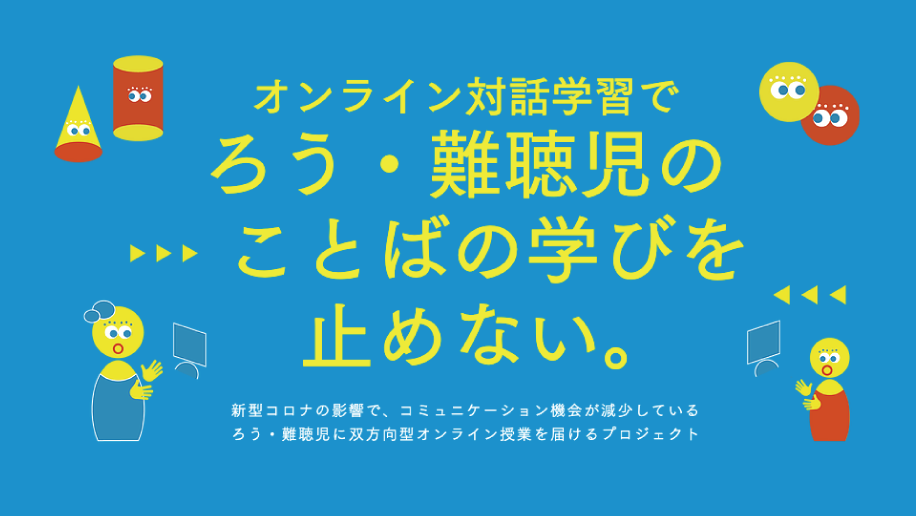 オンライン対話学習で
ろう・難聴児の
ことばの学びを
止めない。
新型コロナの影響で、コミュニケーション機会が減少している
ろう・難聴児に双方向型オンライン授業を届けるプロジェクト